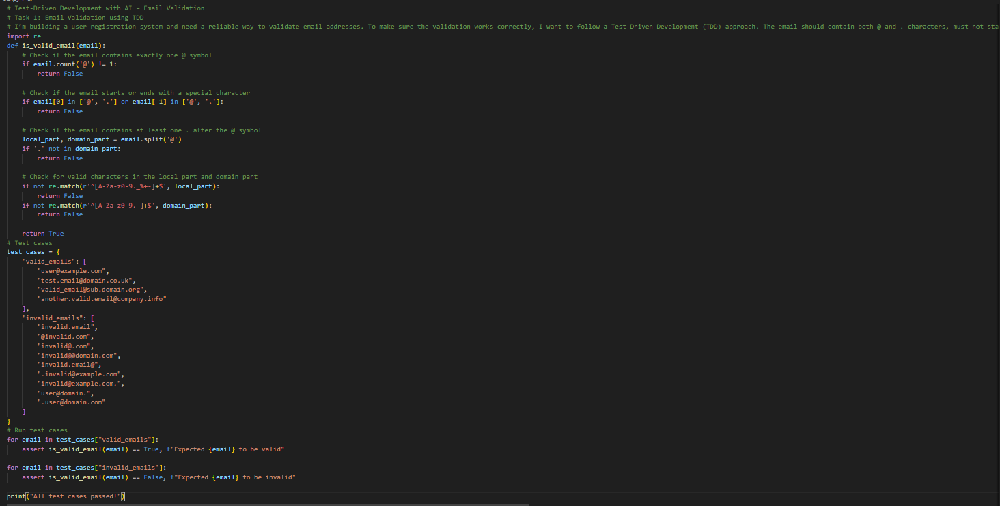 # Test-Driven Development with AI – Email Validation
# Task 1: Email Validation using TDD
# I’m building a user registration system and need a reliable way to validate email addresses. To make sure the validation works correctly, I want to follow a Test-Driven Development (TDD) approach. The email should contain both @ and . characters, must not sta
import re
def is_valid_email(email):
    # Check if the email contains exactly one @ symbol
    if email.count('@') != 1:
        return False

    # Check if the email starts or ends with a special character
    if email[0] in ['@', '.'] or email[-1] in ['@', '.']:
        return False

    # Check if the email contains at least one . after the @ symbol
    local_part, domain_part = email.split('@')
    if '.' not in domain_part:
        return False

    # Check for valid characters in the local part and domain part
    if not re.match(r'^[A-Za-z0-9._%+-]+$', local_part):
        return False
    if not re.match(r'^[A-Za-z0-9.-]+$', domain_part):
        return False

    return True
# Test cases
test_cases = {
    "valid_emails": [
        "user@example.com",
        "test.email@domain.co.uk",
        "valid_email@sub.domain.org",
        "another.valid.email@company.info"
    ],
    "invalid_emails": [
        "invalid.email",
        "@invalid.com",
        "invalid@.com",
        "invalid@@domain.com",
        "invalid.email@",
        ".invalid@example.com",
        "invalid@example.com.",
        "user@domain.",
        ".user@domain.com"
    ]
}
# Run test cases
for email in test_cases["valid_emails"]:
    assert is_valid_email(email) == True, f"Expected {email} to be valid"

for email in test_cases["invalid_emails"]:
    assert is_valid_email(email) == False, f"Expected {email} to be invalid"

print("All test cases passed!")